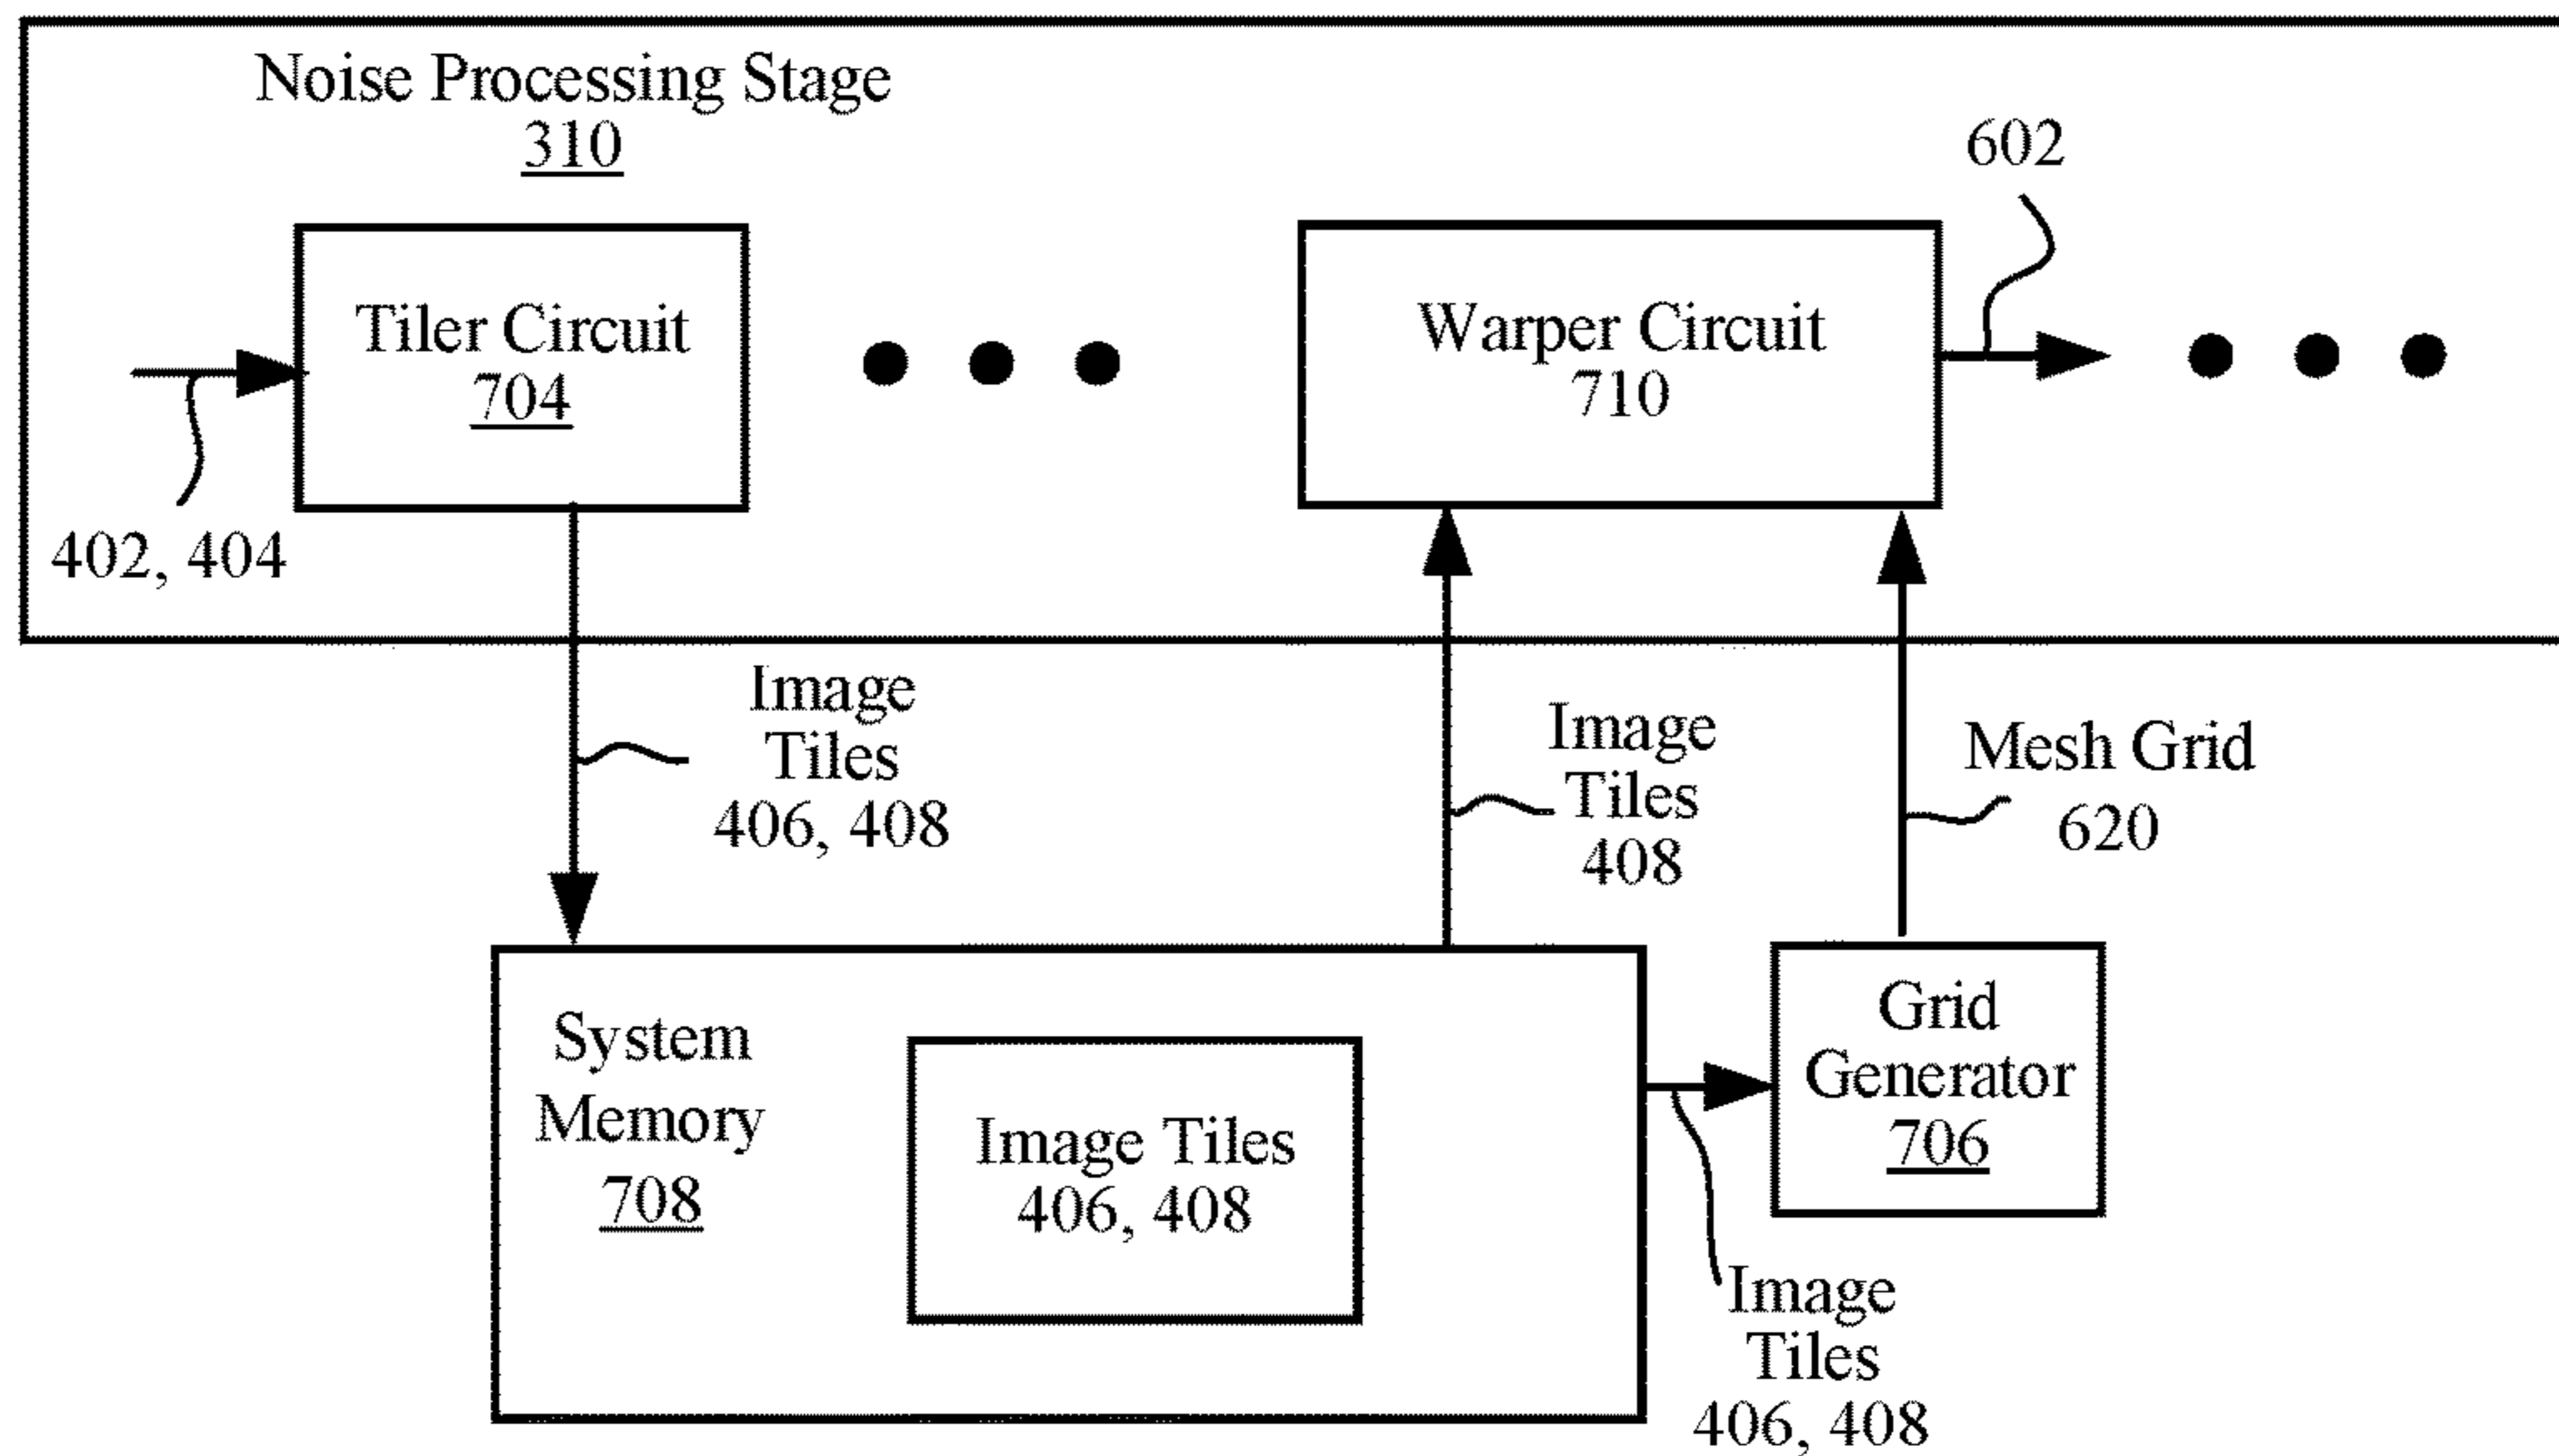 Noise Processing Stage
310
602
Tiler Circuit
704
Warper Circuit
710
402, 404
Image
Tiles
406, 408
Image
Tiles
408
Mesh Grid
620
System
Memory
708
Image Tiles
406, 408
Grid
Generator
706
Image
Tiles
406, 408